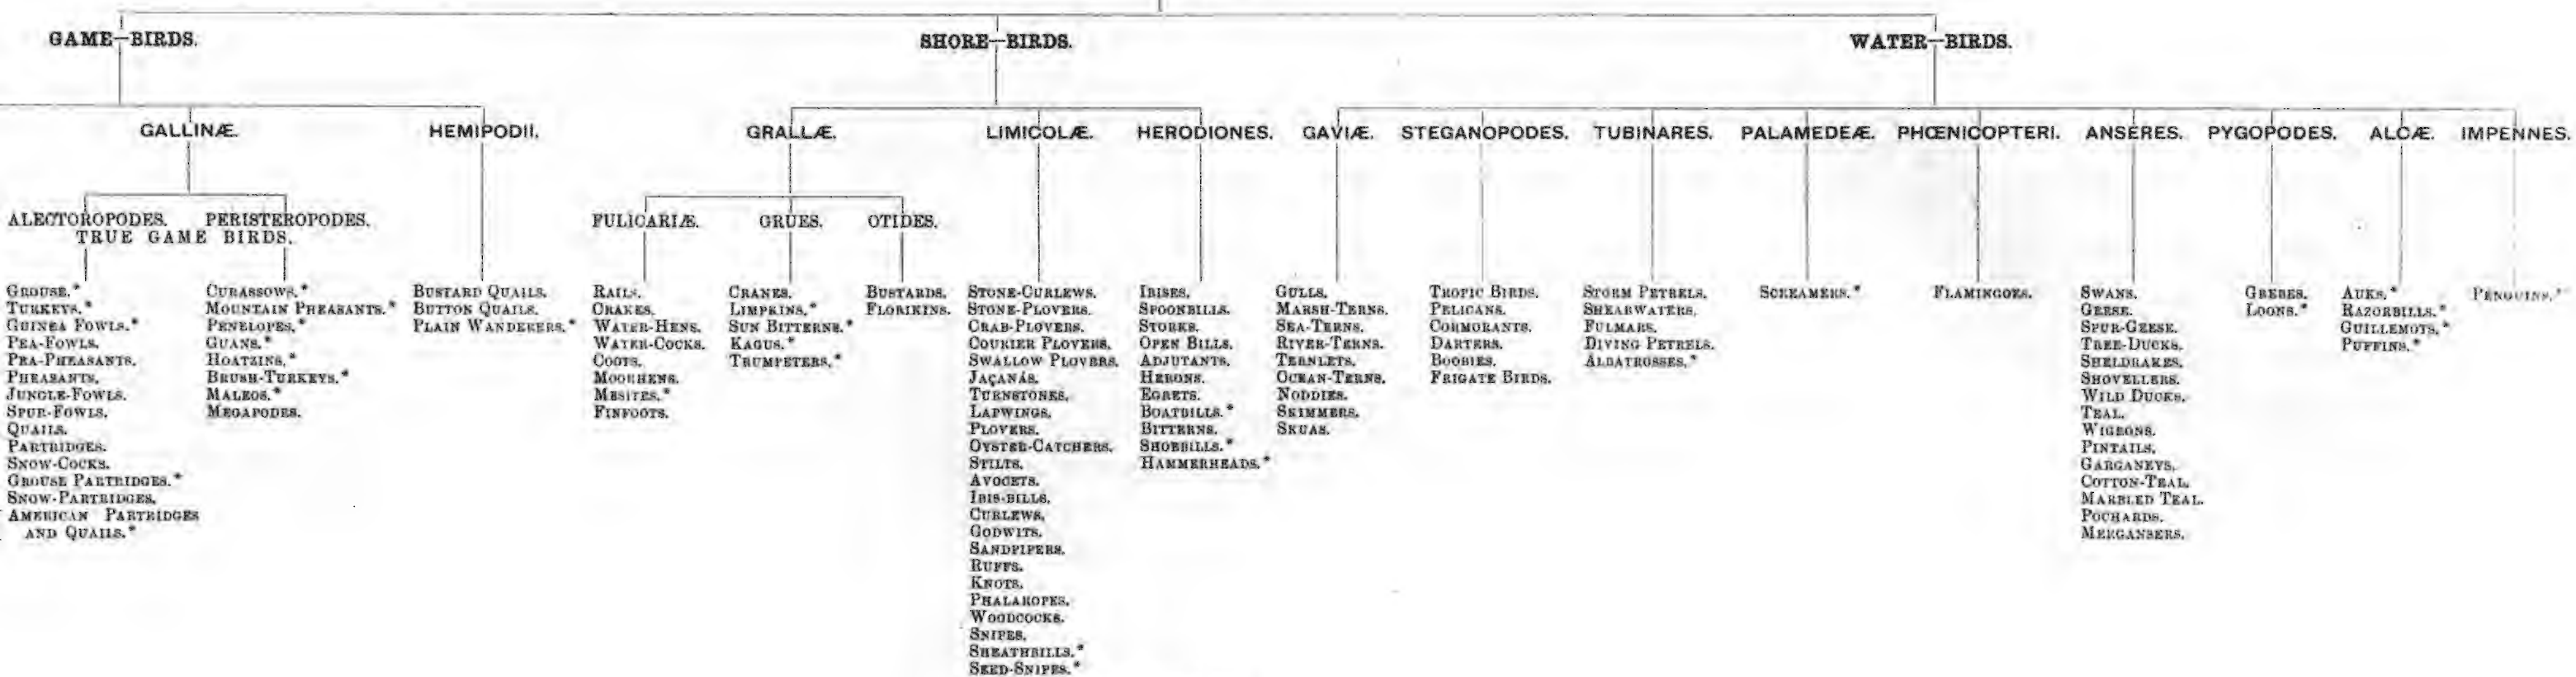 GAME—BIRDS.
SHORE—BIRDS.
WATER—BIRDS.
GALLINÆ.
HEMIPODII.
GRALLÆ.
LIMICOLÆ.
HERODIONES.
GAVIÆ.
STEGANOPODES.
TUBINARES.
PALAMEDEÆ.
PHŒNICOPTERI.
ANSERES.
PYGOPODES.
ALCÆ.
IMPENNES.
ALECTOROPODES.
PERISTEROPODES.
TRUE GAME BIRDS.
FULICARIÆ.
GRUES.
OTIDES.
GROUSE.*
TURKEYS.*
GUINEA FOWLS.*
PEA-FOWLS.
PEA-PHEASANTS.
PHEASANTS.
JUNGLE-FOWLS.
SPUR-FOWLS.
QUAILS.
PARTRIDGES.
SNOW-COCKS.
GROUSE PARTRIDGES.*
SNOW-PARTRIDGES.
AMERICAN PARTRIDGES
AND QUAILS.*
CURASSOWS.*
MOUNTAIN PHEASANTS.*
PENELOPES.*
GUANS.*
HOATZINS.*
BRUSH-TURKEYS.*
MALEOS.*
MEGAPODES.
BUSTARD QUAILS.
BUTTON QUAILS.
PLAIN WANDERERS.*
RAILS.
CRAKES.
WATER-HENS.
WATER-COCKS.
COOTS.
MOORHENS.
MESITES.*
FINFOOTS.
CRANES.
LIMPKINS.*
SUN BITTERNS.*
KAGUS.*
TRUMPETERS.*
BUSTARDS.
FLORIKINS.
STONE-CURLEWS.
STONE-PLOVERS.
CRAB-PLOVERS.
COURIER PLOVERS.
SWALLOW PLOVERS.
JAÇANÁS.
TURNSTONES.
LAPWINGS.
PLOVERS.
OYSTER-CATCHERS.
STILTS.
AVOCETS.
IBIS-BILLS.
CURLEWS.
GODWITS.
SANDPIPERS.
RUFFS.
KNOTS.
PHALAROPES.
WOODCOCKS.
SNIPES.
SHEATHBILLS.*
SEED-SNIPES.*
IBISES.
SPOONBILLS.
STORKS.
OPEN BILLS.
ADJUTANTS.
HERONS.
EGRETS.
BOATBILLS.*
BITTERNS.
SHOEBILLS.*
HAMMERHEADS.*
GULLS.
MARSH-TERNS.
SEA-TERNS.
RIVER-TERNS.
TERNLETS.
OCEAN-TERNS.
NODDIES.
SKIMMERS.
SKUAS.
TROPIC BIRDS.
PELICANS.
CORMORANTS.
DARTERS.
BOOBIES.
FRIGATE BIRDS.
STORM PETRELS.
SHEARWATERS.
FULMARS.
DIVING PETRELS.
ALBATROSSES.*
SCREAMERS.*
FLAMINGOES.
SWANS.
GEESE.
SPUR-GEESE.
TREE-DUCKS.
SHELDRAKES.
SHOVELLERS.
WILD DUCKS.
TEAL.
WIGEONS.
PINTAILS.
GARGANEYS.
COTTON-TEAL.
MARBLED TEAL.
POCHARDS.
MERGANSERS.
GREBES.
LOONS.*
AUKS.*
RAZORBILLS.*
GUILLEMOTS.*
PUFFINS.*
PENGUINS.*